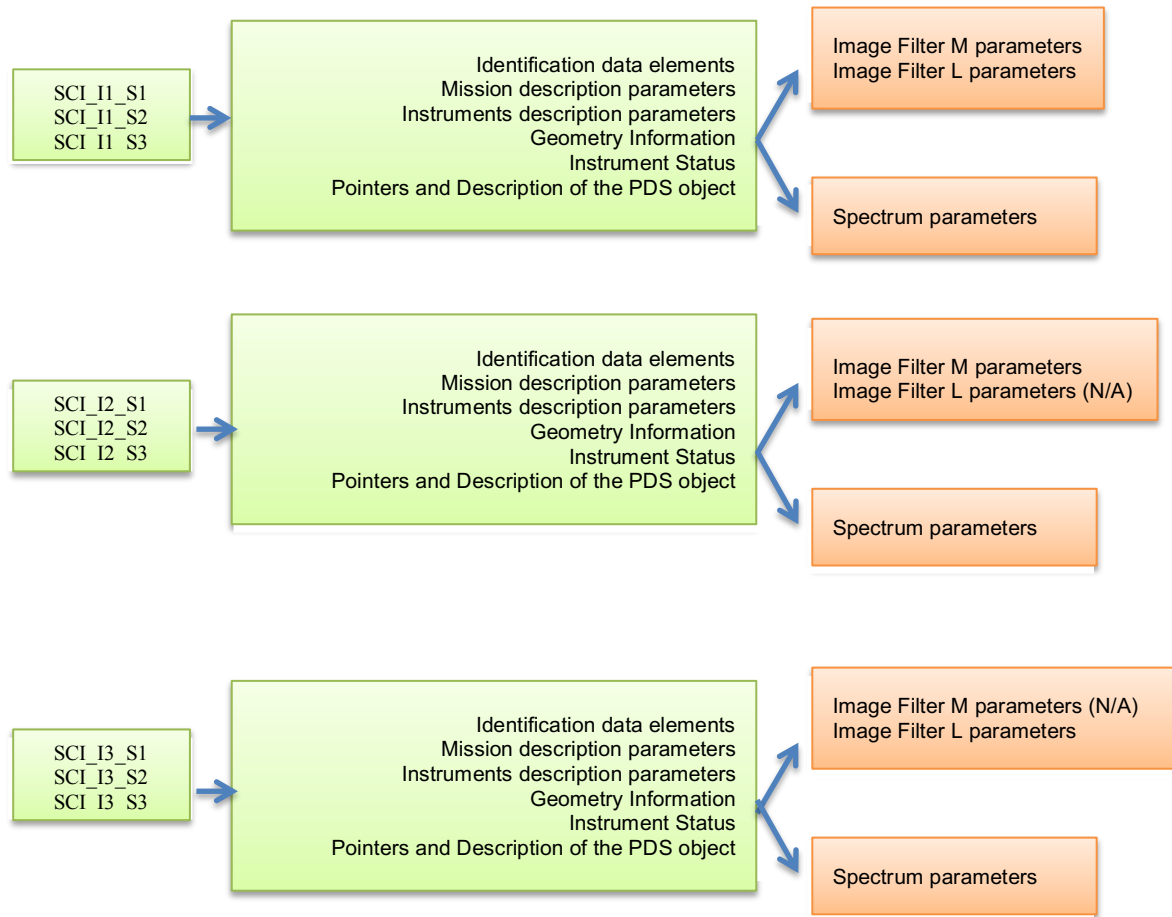 SCI_I1_S1
SCI_I1_S2
SCI_I1_S3
Identification data elements
Mission description parameters
Instruments description parameters
Geometry Information
Instrument Status
Pointers and Description of the PDS object
Image Filter M parameters
Image Filter L parameters
Spectrum parameters
SCI_I2_S1
SCI_I2_S2
SCI_I2_S3
Identification data elements
Mission description parameters
Instruments description parameters
Geometry Information
Instrument Status
Pointers and Description of the PDS object
Image Filter M parameters
Image Filter L parameters (N/A)
Spectrum parameters
SCI_I3_S1
SCI_I3_S2
SCI_I3_S3
Identification data elements
Mission description parameters
Instruments description parameters
Geometry Information
Instrument Status
Pointers and Description of the PDS object
Image Filter M parameters (N/A)
Image Filter L parameters
Spectrum parameters